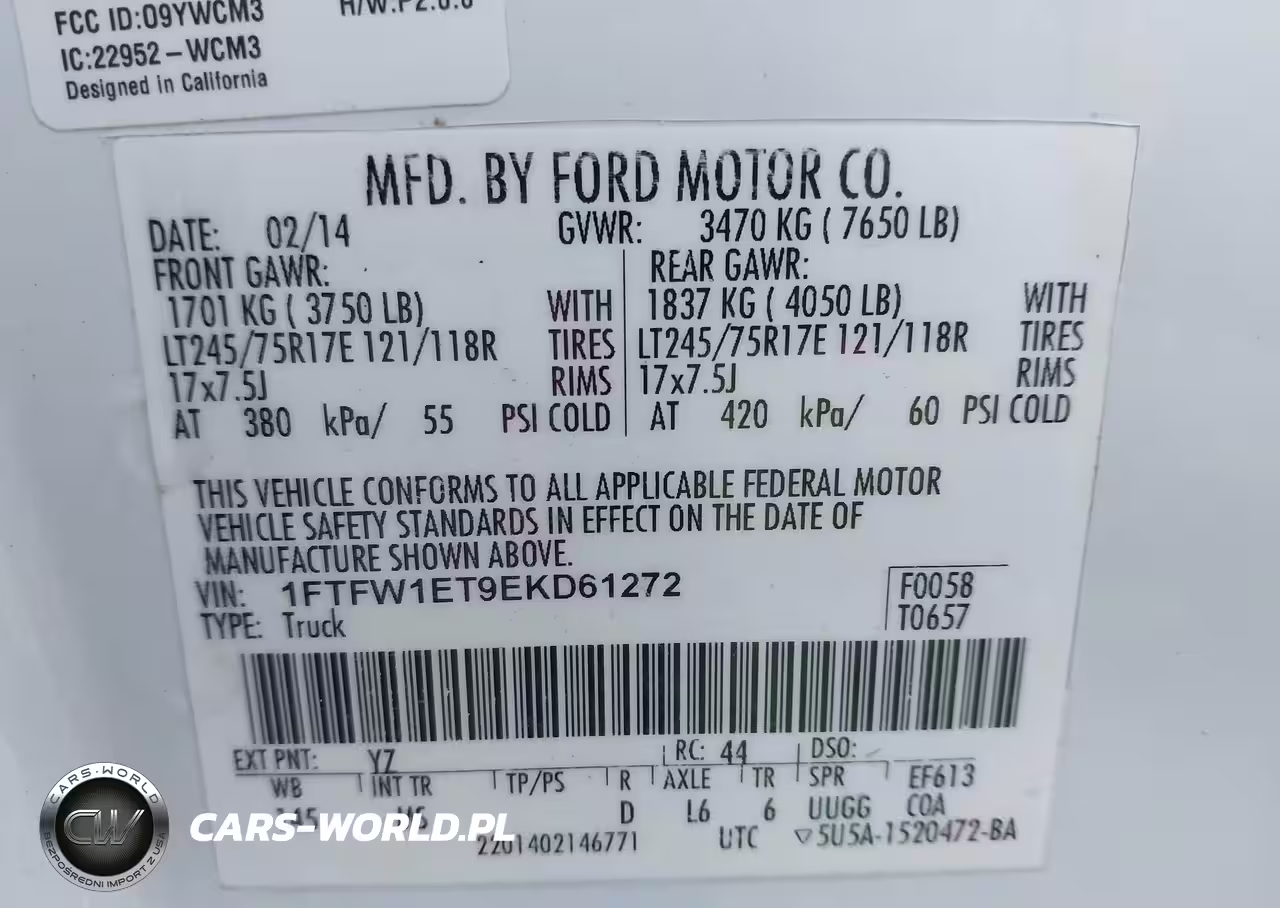 FCC ID:O9YWCM3
IC:22952-WCM3
Designed in California
MFD. BY FORD MOTOR CO.
DATE: 02/14 GVWR: 3470 KG ( 7650 LB)
FRONT GAWR: REAR GAWR:
1701 KG ( 3750 LB) WITH 1837 KG ( 4050 LB) WITH
LT245/75R17E 121/118R TIRES LT245/75R17E 121/118R TIRES
17x7.5J RIMS 17x7.5J RIMS
AT 380 kPa/ 55 PSI COLD AT 420 kPa/ 60 PSI COLD
THIS VEHICLE CONFORMS TO ALL APPLICABLE FEDERAL MOTOR
VEHICLE SAFETY STANDARDS IN EFFECT ON THE DATE OF
MANUFACTURE SHOWN ABOVE.
VIN: 1FTFW1ET9EKD61272 F0058
TYPE: Truck T0657
EXT PNT: YZ RC: 44 DSO:
WB INT TR TP/PS R AXLE TR SPR EF613
D L6 6 UUGG COA
2201402146771 UTC ▽5U5A-1520472-BA
CARS-WORLD
CW
BEZPOŚREDNI IMPORT Z USA
CARS-WORLD.PL